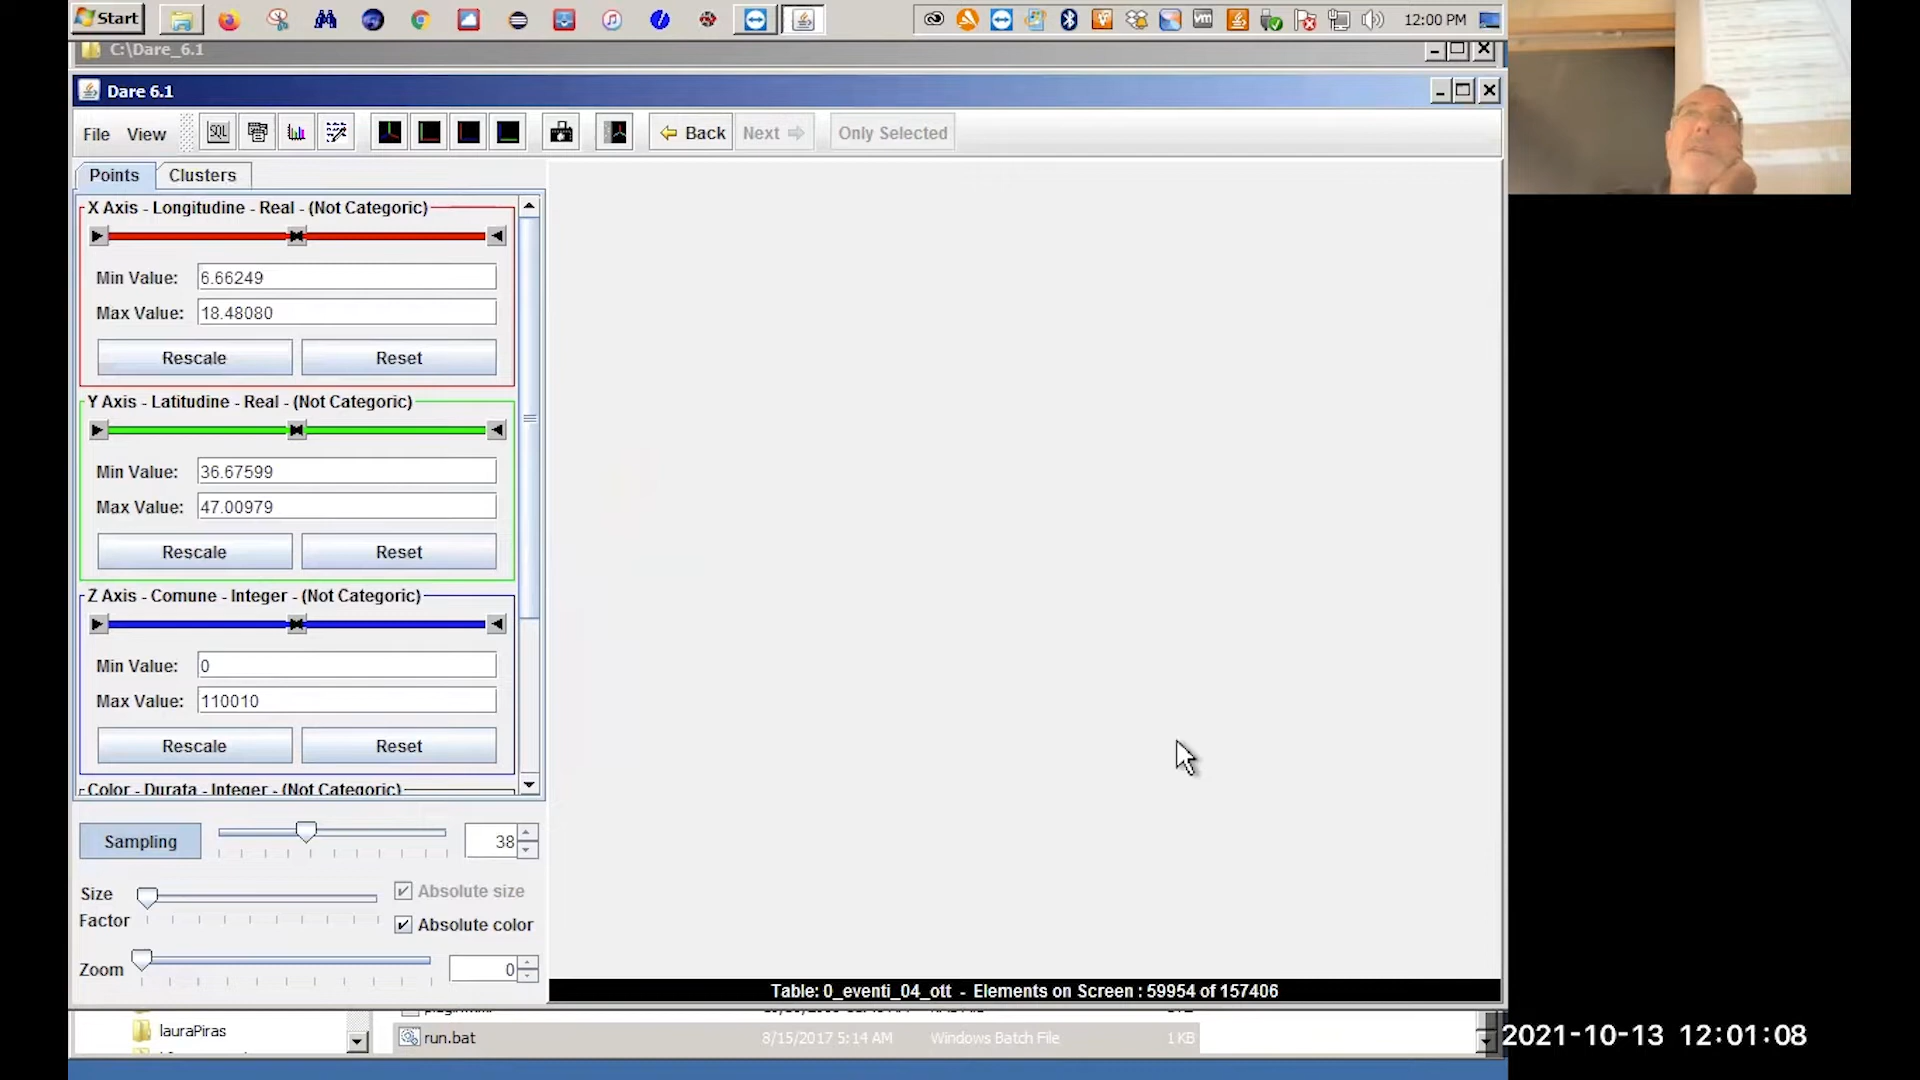 Start
12:00 PM
C:\Dare_6.1
Dare 6.1
File View SQL Back Next Only Selected
Points Clusters
X Axis - Longitudine - Real - (Not Categoric)
Min Value: 6.66249
Max Value: 18.48080
Rescale Reset
Y Axis - Latitudine - Real - (Not Categoric)
Min Value: 36.67599
Max Value: 47.00979
Rescale Reset
Z Axis - Comune - Integer - (Not Categoric)
Min Value: 0
Max Value: 110010
Rescale Reset
Color - Durata - Integer - (Not Categoric)
Sampling 38
Size Factor
Absolute size
Absolute color
Zoom 0
Table: 0_eventi_04_ott - Elements on Screen : 59954 of 157406
lauraPiras
run.bat 8/15/2017 5:14 AM Windows Batch File 1 KB
2021-10-13 12:01:08